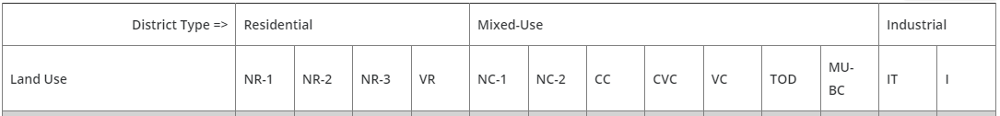 District Type => Residential Mixed-Use Industrial
Land Use NR-1 NR-2 NR-3 VR NC-1 NC-2 CC CVC VC TOD MU-
BC IT I